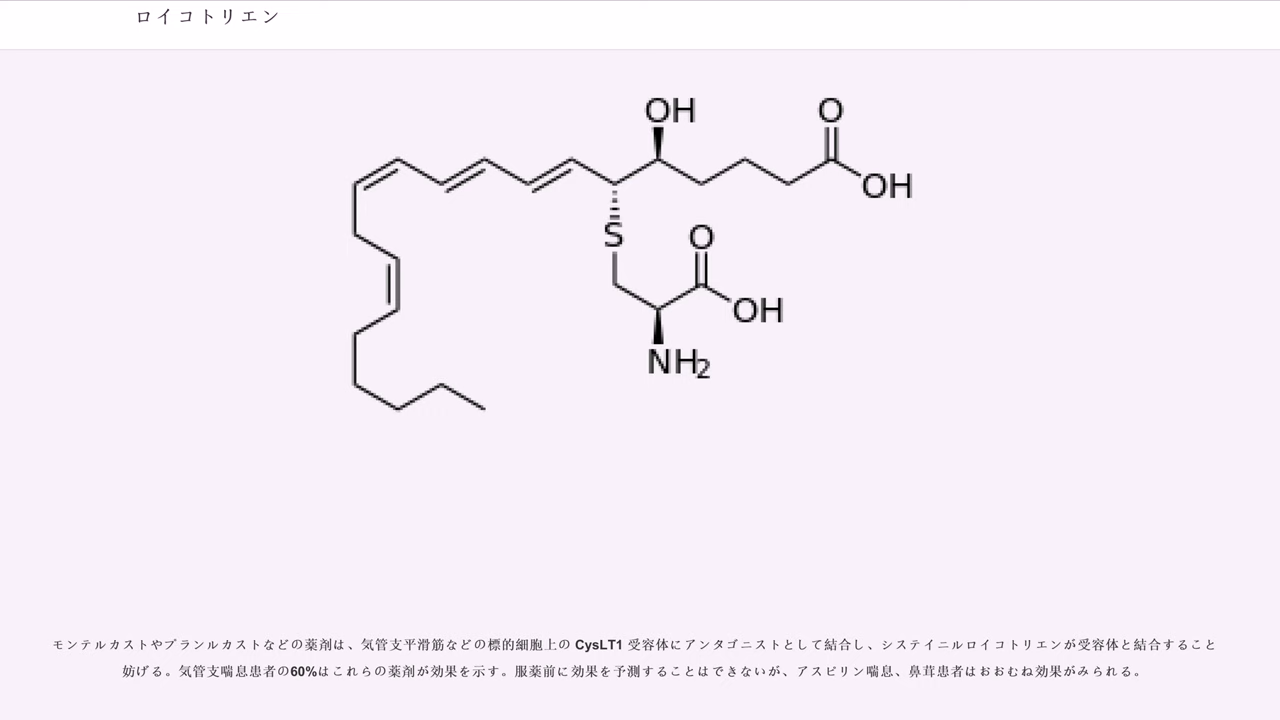 ロイコトリエン
OH
O
OH
S
O
OH
NH2
モンテルカストやプランルカストなどの薬剤は、気管支平滑筋などの標的細胞上の CysLT1 受容体にアンタゴニストとして結合し、システイニルロイコトリエンが受容体と結合すること
妨げる。気管支喘息患者の60%はこれらの薬剤が効果を示す。服薬前に効果を予測することはできないが、アスピリン喘息、鼻茸患者はおおむね効果がみられる。